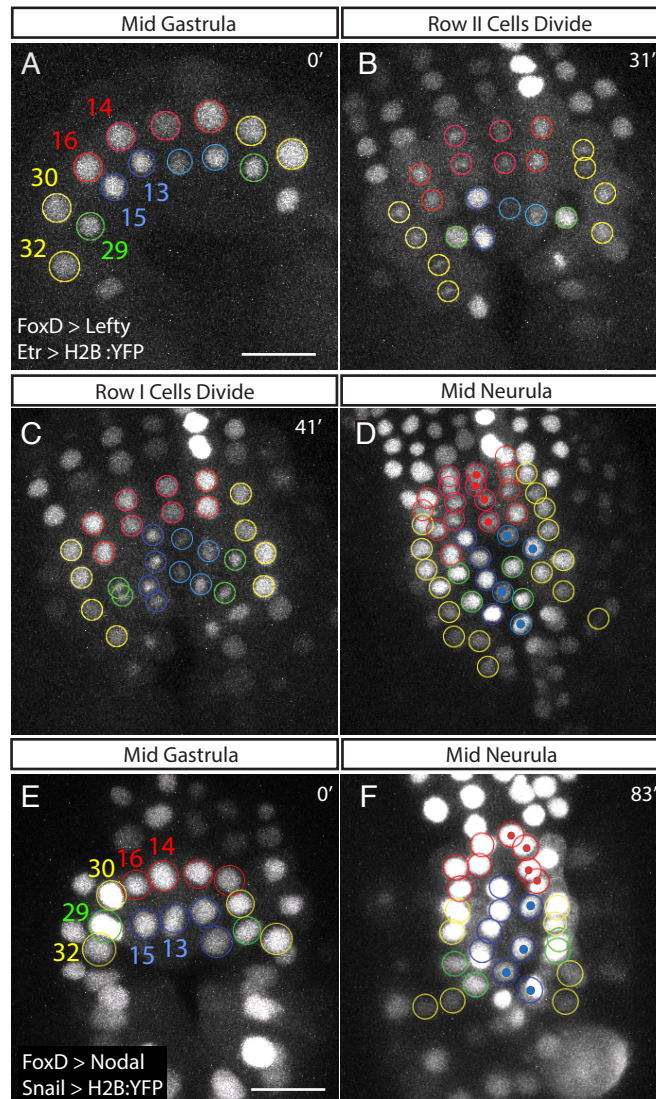 Mid Gastrula
Row II Cells Divide
A
0′
14
16
30
13
15
32
29
FoxD > Lefty
Etr > H2B :YFP
B
31′
Row I Cells Divide
Mid Neurula
C
41′
D
Mid Gastrula
Mid Neurula
E
0′
16 14
30
29
32
15 13
FoxD > Nodal
Snail > H2B:YFP
F
83′